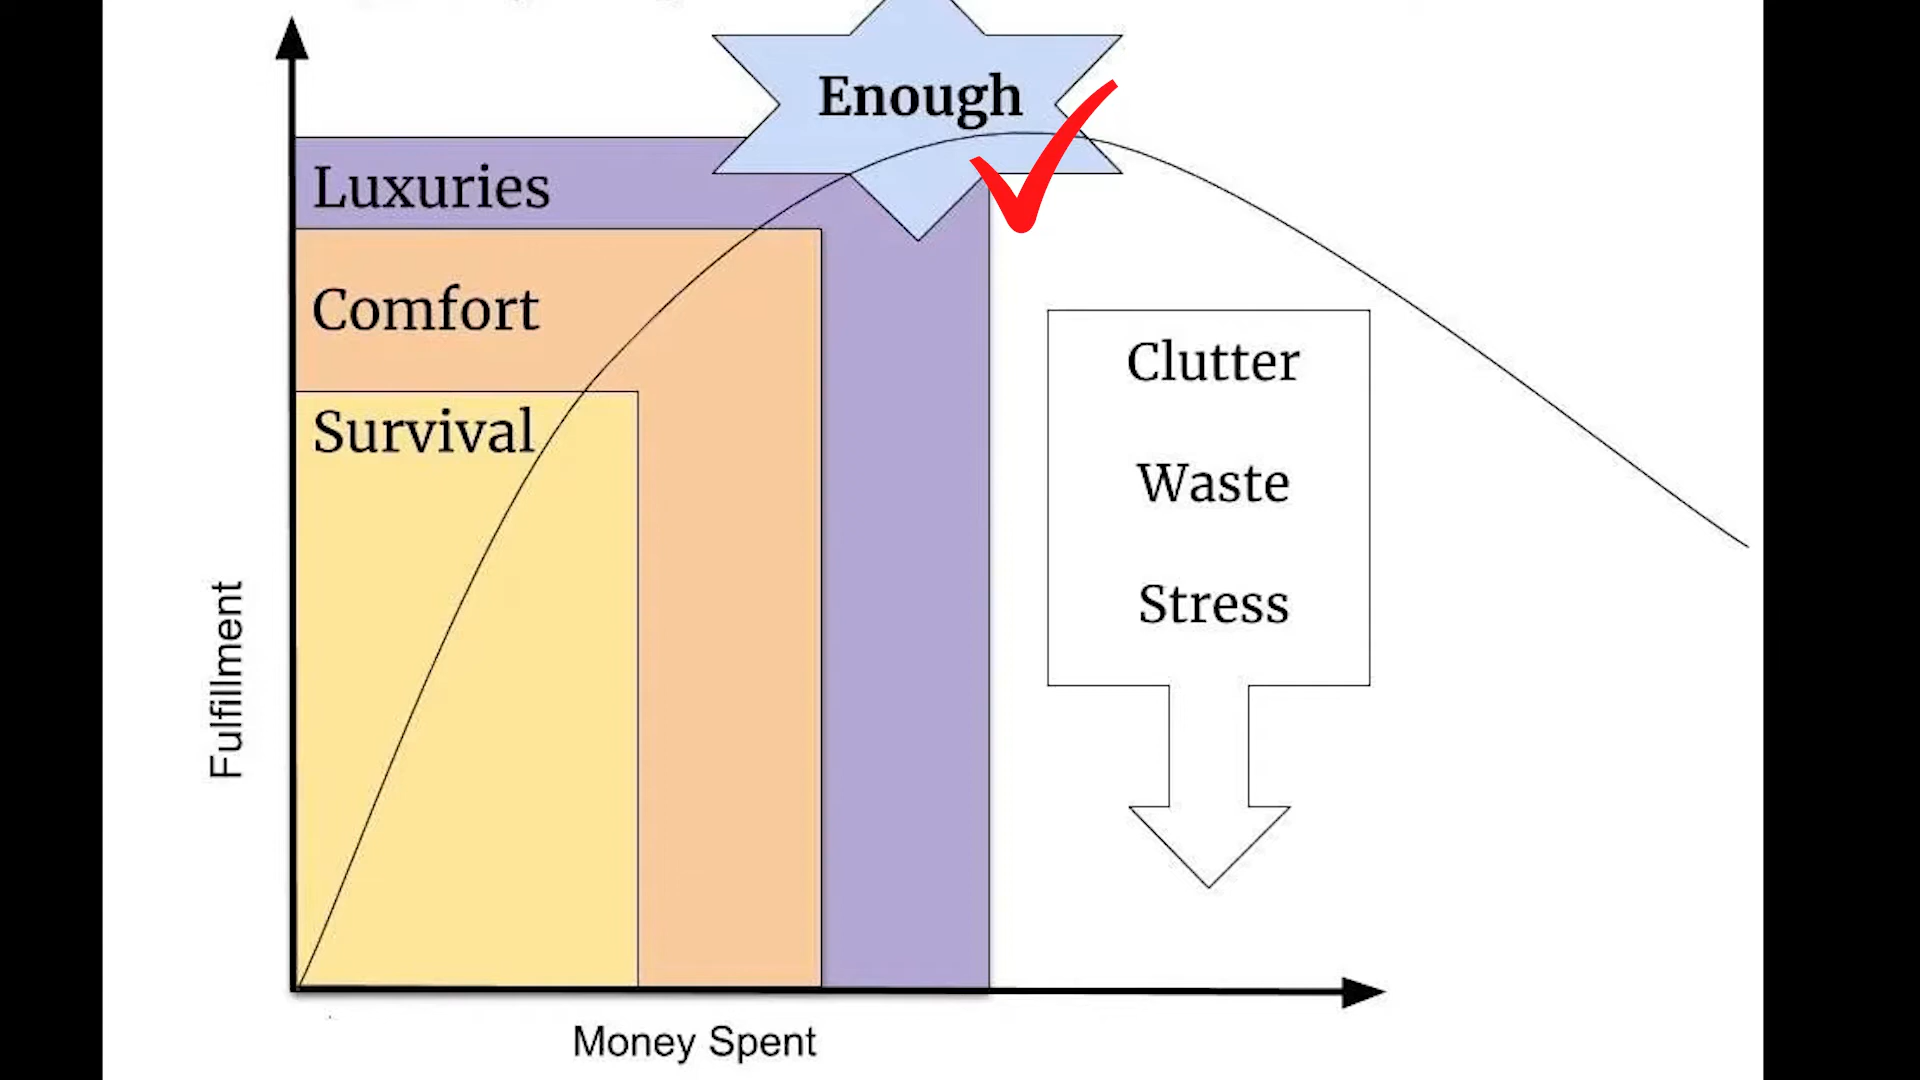 Enough
Luxuries
Comfort
Survival
Clutter
Waste
Stress
Fulfillment
Money Spent